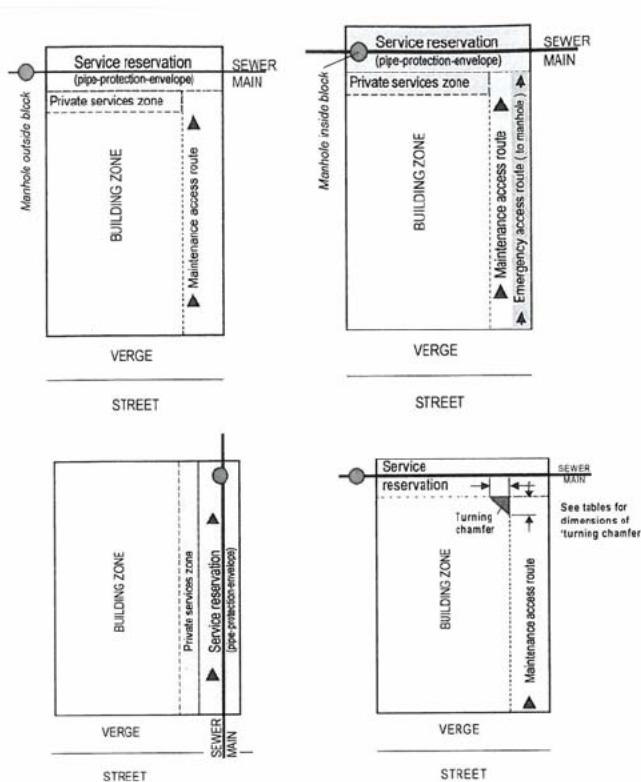 Service reservation
(pipe-protection-envelope)
SEWER
MAIN
Manhole outside block
Private services zone
BUILDING ZONE
Maintenance access route
VERGE
STREET
Service reservation
(pipe-protection-envelope)
SEWER
MAIN
Manhole inside block
Private services zone
BUILDING ZONE
Maintenance access route
Emergency access route ( to manhole )
VERGE
STREET
BUILDING ZONE
Private services zone
Service reservation
(pipe-protection-envelope)
VERGE
SEWER
MAIN
STREET
Service
reservation
SEWER
MAIN
Turning
chamfer
See tables for
dimensions of
'turning chamfer
BUILDING ZONE
Maintenance access route
VERGE
STREET